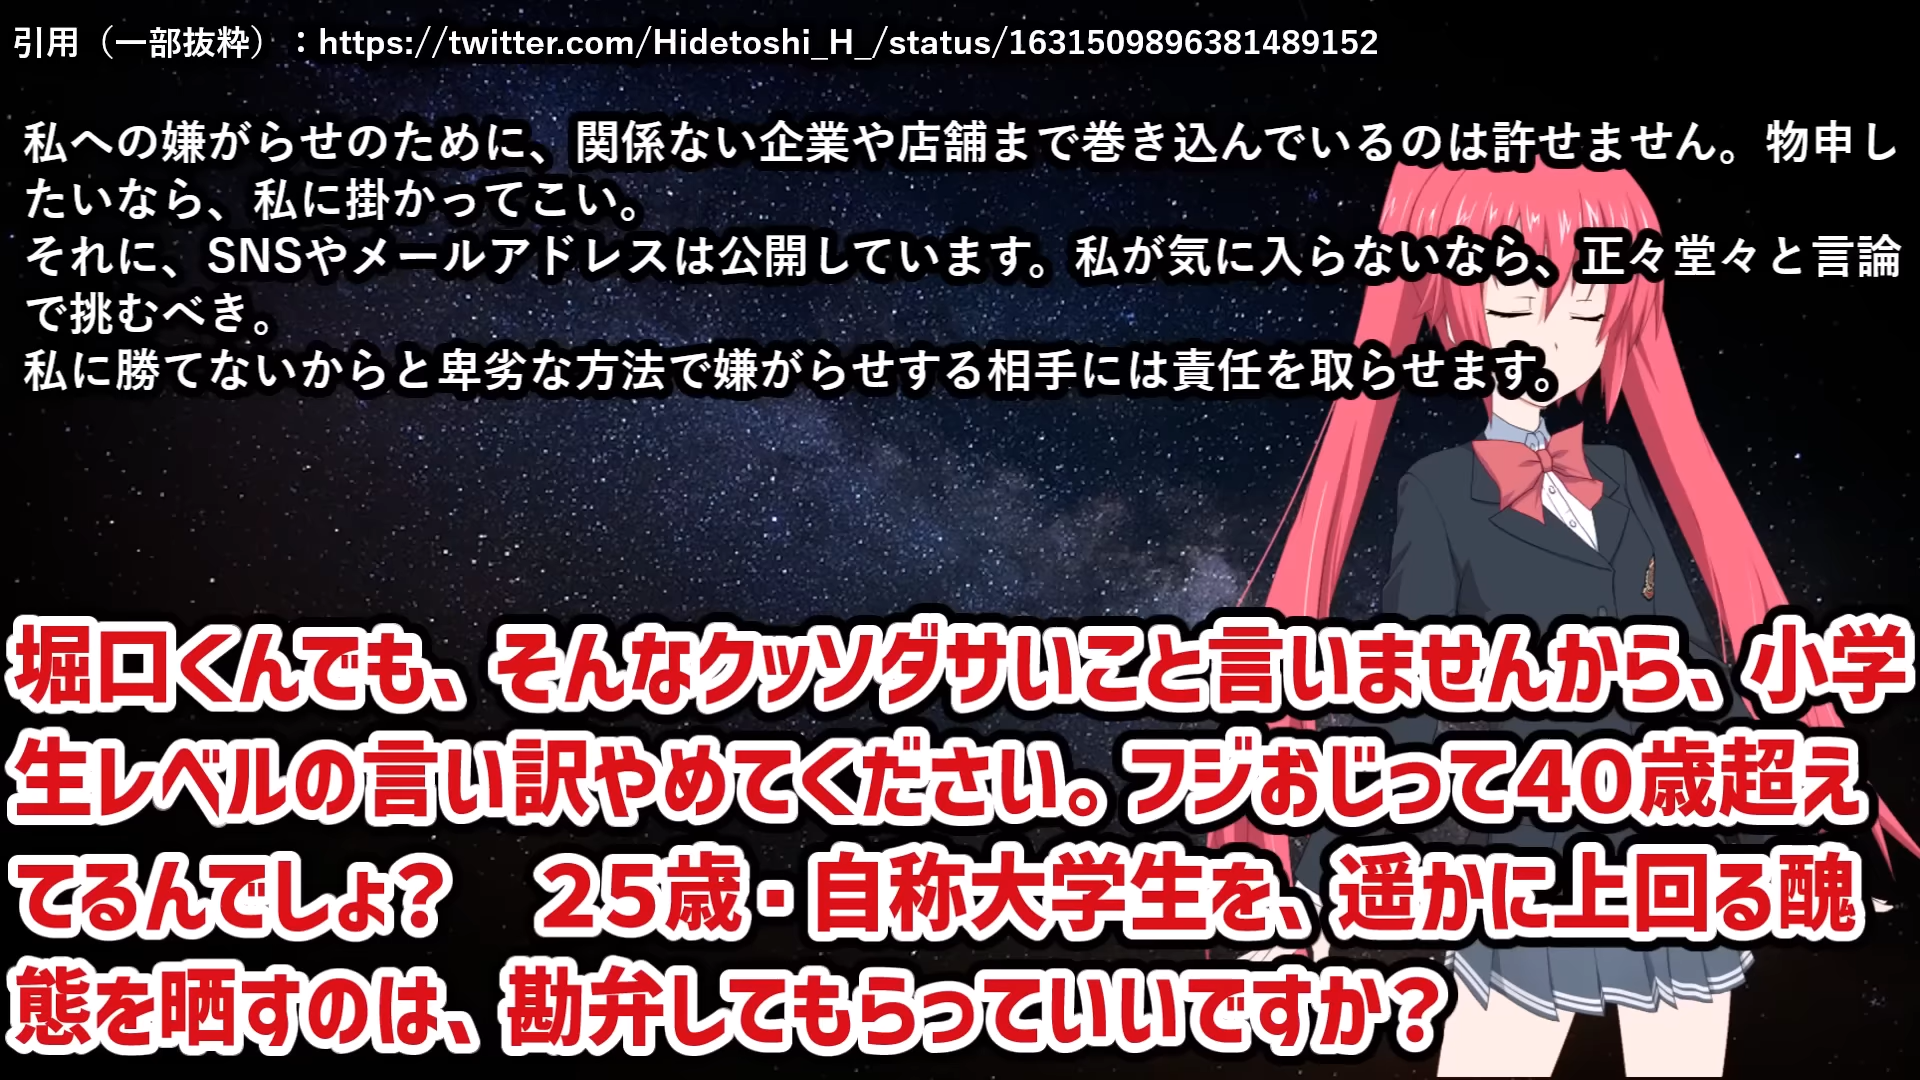 引用（一部抜粋）：https://twitter.com/Hidetoshi_H_/status/1631509896381489152
私への嫌がらせのために、関係ない企業や店舗まで巻き込んでいるのは許せません。物申し
たいなら、私に掛かってこい。
それに、SNSやメールアドレスは公開しています。私が気に入らないなら、正々堂々と言論
で挑むべき。
私に勝てないからと卑劣な方法で嫌がらせする相手には責任を取らせます。
堀口くんでも、そんなクッソダサいこと言いませんから、小学
生レベルの言い訳やめてください。フジおじって４０歳超え
てるんでしょ？　２５歳・自称大学生を、遥かに上回る醜
態を晒すのは、勘弁してもらっていいですか？